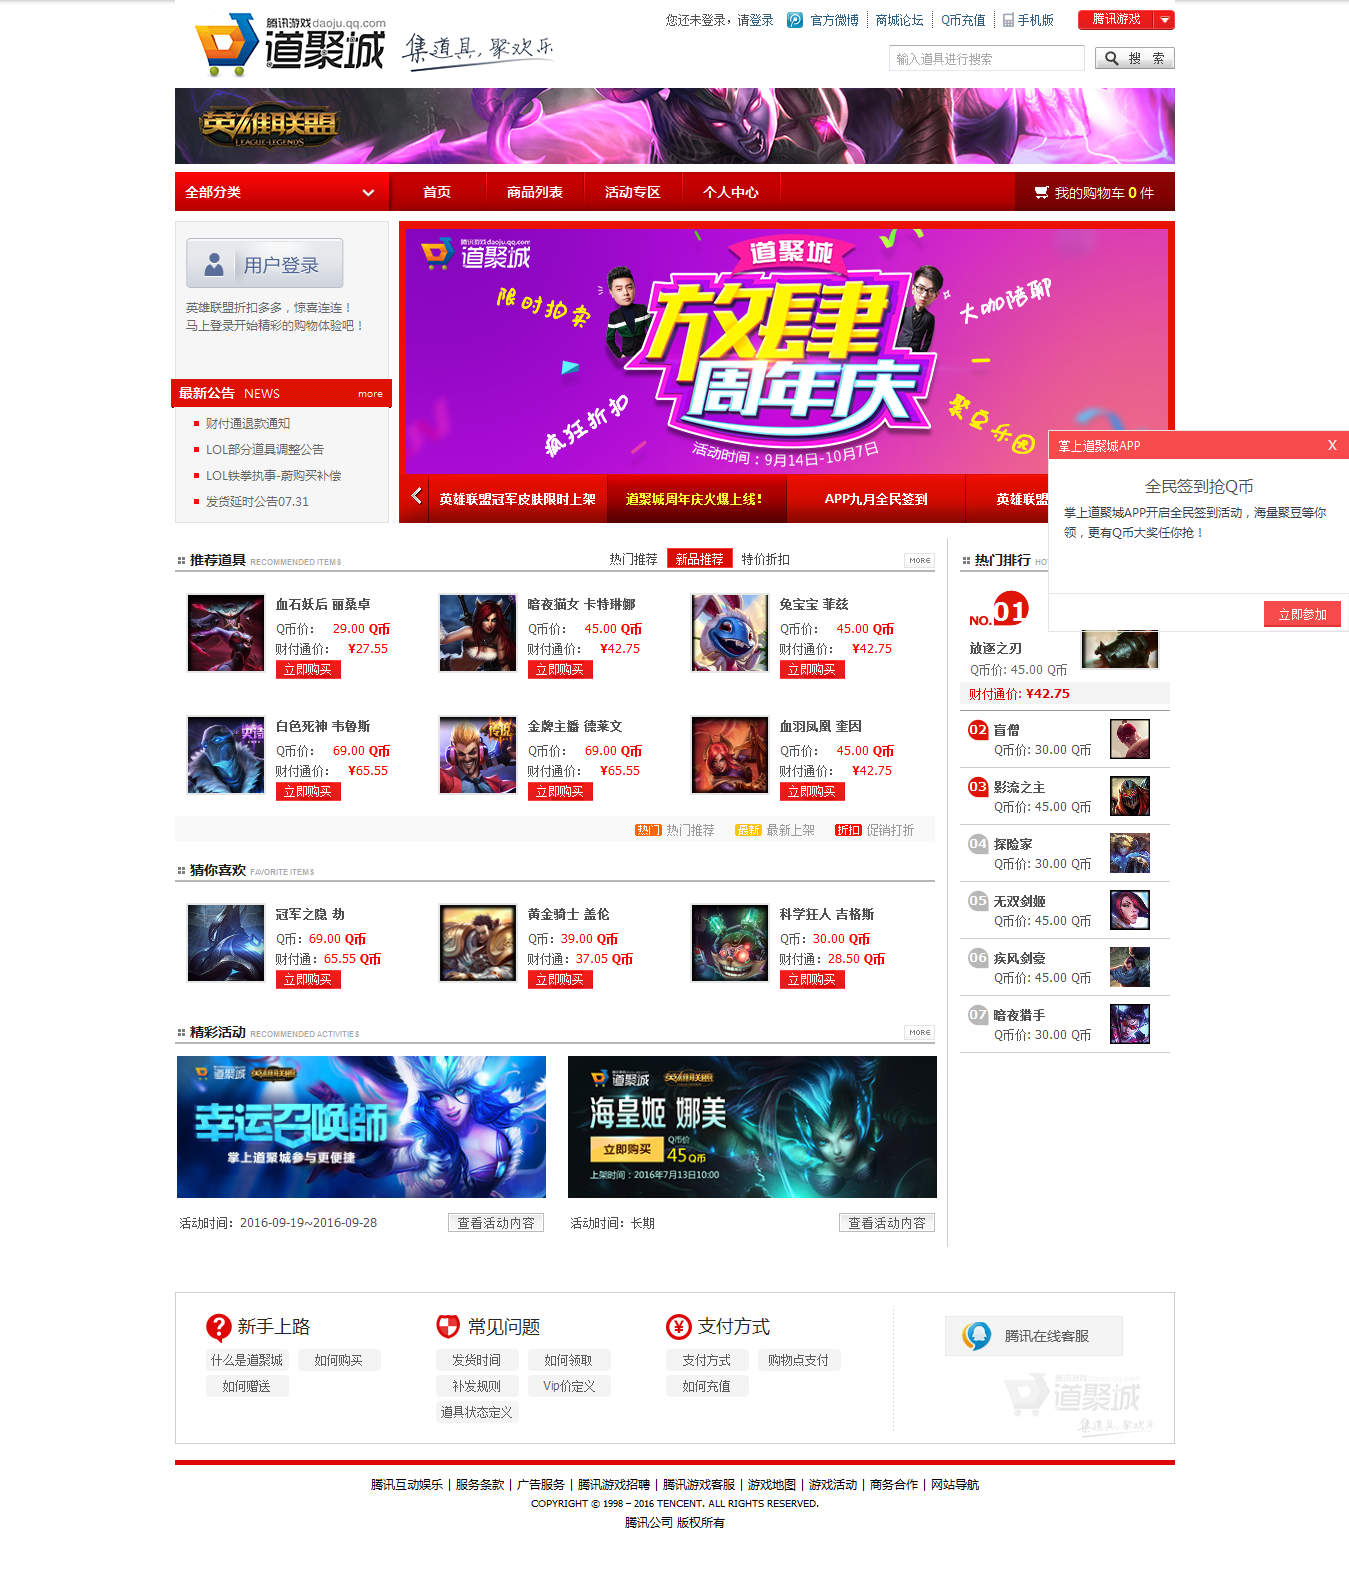 腾讯游戏 daoju.qq.com
道聚城
集道具,聚欢乐
您还未登录，请登录
官方微博
商城论坛
Q币充值
手机版
腾讯游戏
输入道具进行搜索
搜 索
英雄联盟
LEAGUE of LEGENDS
全部分类
首页
商品列表
活动专区
个人中心
我的购物车 0 件
用户登录
英雄联盟折扣多多，惊喜连连！
马上登录开始精彩的购物体验吧！
最新公告 NEWS
more
财付通退款通知
LOL部分道具调整公告
LOL铁拳执事-蔚购买补偿
发货延时公告07.31
腾讯游戏 daoju.qq.com
道聚城
道聚城
放肆
周年庆
限时拍卖
大咖陪聊
疯狂折扣
聚豆乐园
活动时间：9月14日-10月7日
英雄联盟冠军皮肤限时上架
道聚城周年庆火爆上线！
APP九月全民签到
英雄联盟
掌上道聚城APP
X
全民签到抢Q币
掌上道聚城APP开启全民签到活动，海量聚豆等你
领，更有Q币大奖任你抢！
立即参加
推荐道具 RECOMMENDED ITEMS
热门推荐
新品推荐
特价折扣
MORE
血石妖后 丽桑卓
Q币价： 29.00 Q币
财付通价： ¥27.55
立即购买
暗夜猫女 卡特琳娜
Q币价： 45.00 Q币
财付通价： ¥42.75
立即购买
兔宝宝 菲兹
Q币价： 45.00 Q币
财付通价： ¥42.75
立即购买
白色死神 韦鲁斯
Q币价： 69.00 Q币
财付通价： ¥65.55
立即购买
金牌主播 德莱文
Q币价： 69.00 Q币
财付通价： ¥65.55
立即购买
血羽凤凰 奎因
Q币价： 45.00 Q币
财付通价： ¥42.75
立即购买
热门 热门推荐
最新 最新上架
折扣 促销打折
猜你喜欢 FAVORITE ITEMS
冠军之隐 劫
Q币：69.00 Q币
财付通：65.55 Q币
立即购买
黄金骑士 盖伦
Q币：39.00 Q币
财付通：37.05 Q币
立即购买
科学狂人 吉格斯
Q币：30.00 Q币
财付通：28.50 Q币
立即购买
精彩活动 RECOMMENDED ACTIVITIES
MORE
道聚城 英雄联盟
幸运召唤師
掌上道聚城参与更便捷
活动时间：2016-09-19~2016-09-28
查看活动内容
道聚城 英雄联盟
海皇姬 娜美
立即购买
Q币价
45Q币
上架时间：2016年7月13日10:00
活动时间：长期
查看活动内容
热门排行 HO
NO.01
放逐之刃
Q币价: 45.00 Q币
财付通价: ¥42.75
02 盲僧
Q币价: 30.00 Q币
03 影流之主
Q币价: 45.00 Q币
04 探险家
Q币价: 30.00 Q币
05 无双剑姬
Q币价: 45.00 Q币
06 疾风剑豪
Q币价: 45.00 Q币
07 暗夜猎手
Q币价: 30.00 Q币
新手上路
什么是道聚城
如何购买
如何赠送
常见问题
发货时间
如何领取
补发规则
Vip价定义
道具状态定义
支付方式
支付方式
购物点支付
如何充值
腾讯在线客服
腾讯游戏 daoju.qq.com
道聚城
集道具,聚欢乐
腾讯互动娱乐 | 服务条款 | 广告服务 | 腾讯游戏招聘 | 腾讯游戏客服 | 游戏地图 | 游戏活动 | 商务合作 | 网站导航
COPYRIGHT © 1998 – 2016 TENCENT. ALL RIGHTS RESERVED.
腾讯公司 版权所有